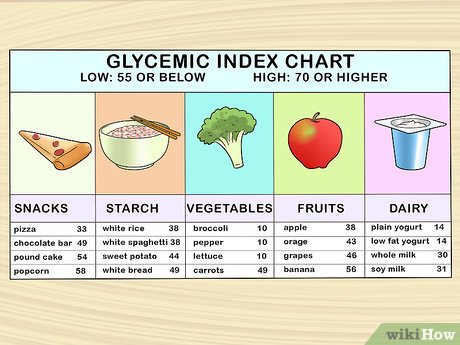 GLYCEMIC INDEX CHART
LOW: 55 OR BELOW HIGH: 70 OR HIGHER
SNACKS STARCH VEGETABLES FRUITS DAIRY
pizza 33 white rice 38 broccoli 10 apple 38 plain yogurt 14
chocolate bar 49 white spaghetti 38 pepper 10 orage 43 low fat yogurt 14
pound cake 54 sweet potato 44 lettuce 10 grapes 46 whole milk 30
popcorn 58 white bread 49 carrots 49 banana 56 soy milk 31
wikiHow